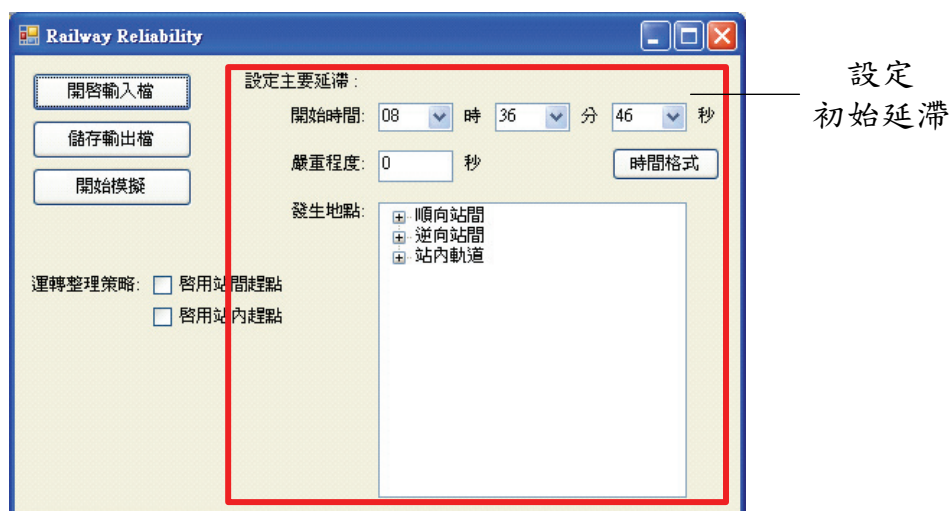 Railway Reliability
開啓輸入檔
儲存輸出檔
開始模擬
設定主要延滯:
開始時間: 08 時 36 分 46 秒
嚴重程度: 0 秒 時間格式
發生地點:
順向站間
逆向站間
站內軌道
運轉整理策略: 啓用站間趕點
啓用站內趕點
設定
初始延滯